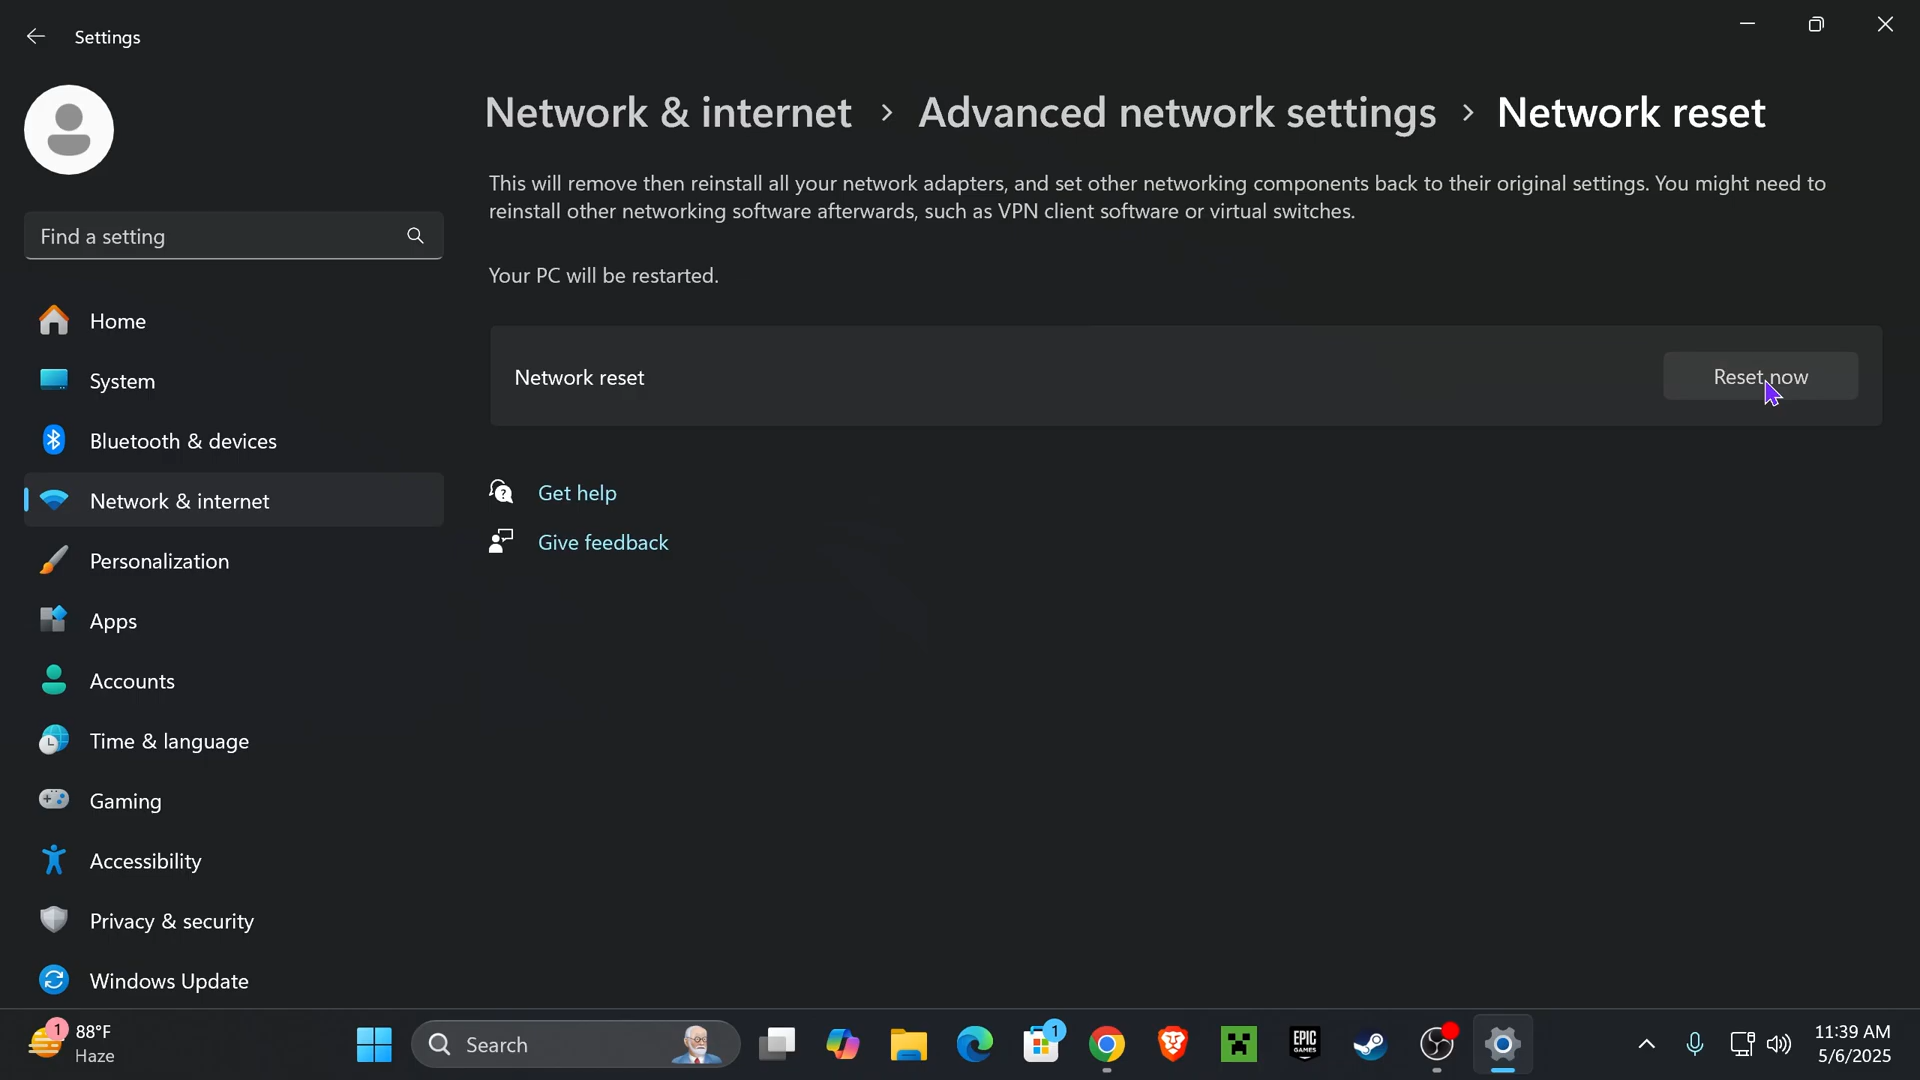 Settings
Network & internet > Advanced network settings > Network reset
This will remove then reinstall all your network adapters, and set other networking components back to their original settings. You might need to
reinstall other networking software afterwards, such as VPN client software or virtual switches.
Your PC will be restarted.
Find a setting
Home
System
Bluetooth & devices
Network & internet
Personalization
Apps
Accounts
Time & language
Gaming
Accessibility
Privacy & security
Windows Update
Network reset
Reset now
Get help
Give feedback
1
88°F
Haze
Search
1
EPIC
GAMES
11:39 AM
5/6/2025